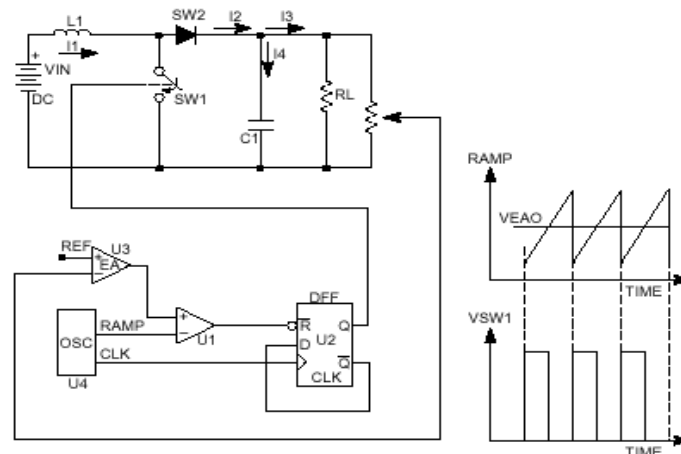 SW2
L1
I2
I3
I1
I4
+
VIN
SW1
DC
RL
C1
RAMP
VEAO
U3
REF
+
EA
−
DFF
TIME
+
R
Q
VSW1
RAMP
−
OSC
U1
D
U2
CLK
Q
U4
CLK
TIME